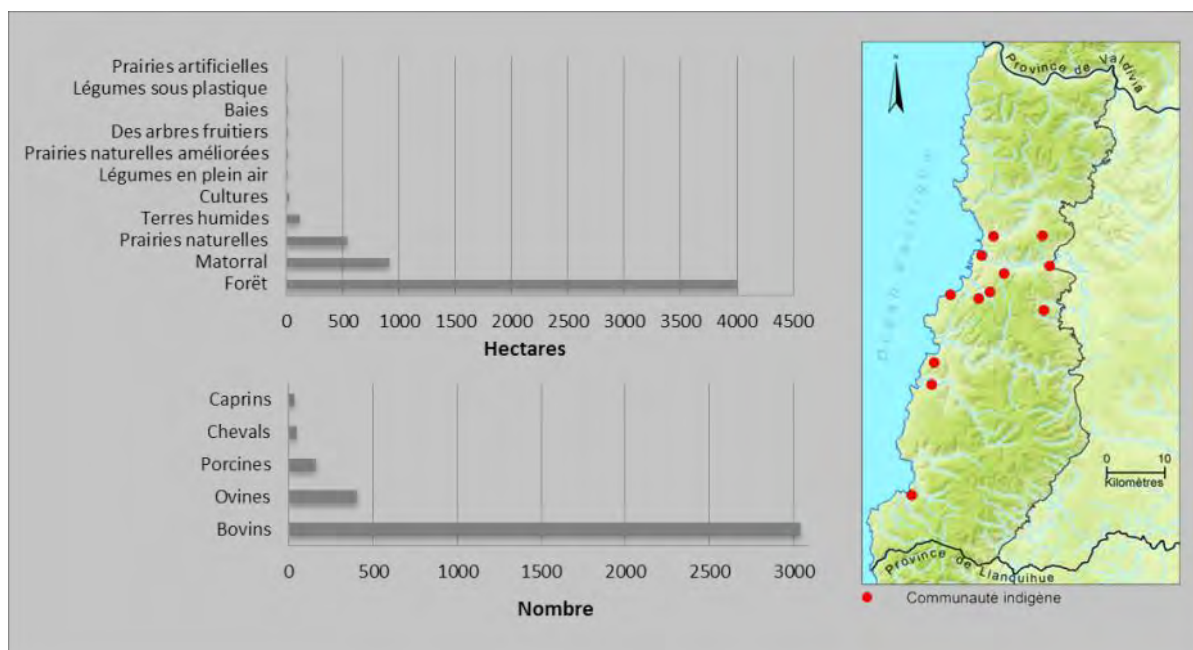 Prairies artificielles
Légumes sous plastique
Baies
Des arbres fruitiers
Prairies naturelles améliorées
Légumes en plein air
Cultures
Terres humides
Prairies naturelles
Matorral
Forët
0 500 1000 1500 2000 2500 3000 3500 4000 4500
Hectares
Caprins
Chevals
Porcines
Ovines
Bovins
0 500 1000 1500 2000 2500 3000
Nombre
Province de Valdivia
0 10
Kilomètres
Province de Llanquihue
Communauté indigène